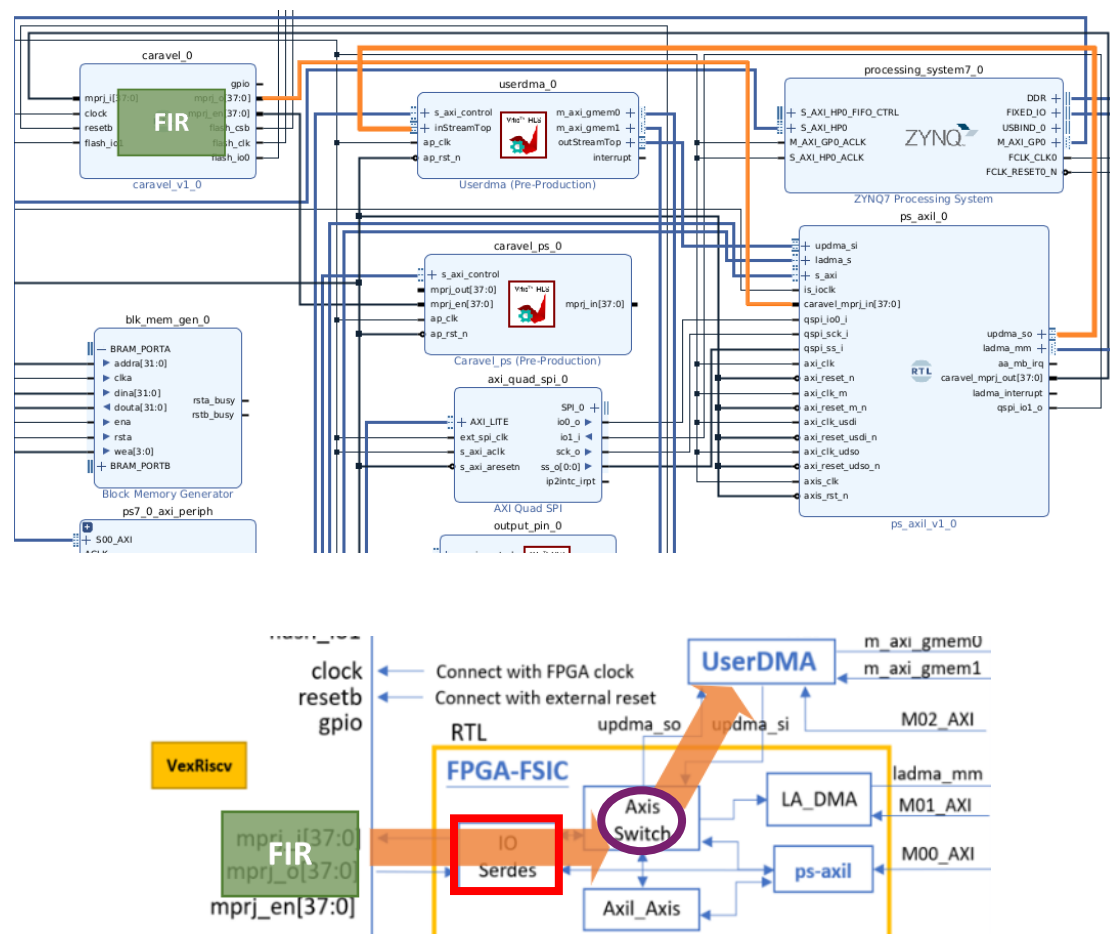 caravel_0
gpio
mprj_i[37:0]
mprj_o[37:0]
clock
mprj_en[37:0]
resetb
flash_csb
flash_io1
flash_clk
flash_io0
FIR
caravel_v1_0
userdma_0
s_axi_control
m_axi_gmem0
inStreamTop
m_axi_gmem1
ap_clk
outStreamTop
ap_rst_n
interrupt
Vitis™ HLS
Userdma (Pre-Production)
processing_system7_0
DDR
S_AXI_HP0_FIFO_CTRL
FIXED_IO
S_AXI_HP0
USBIND_0
M_AXI_GP0_ACLK
M_AXI_GP0
S_AXI_HP0_ACLK
FCLK_CLK0
FCLK_RESET0_N
ZYNQ
ZYNQ7 Processing System
caravel_ps_0
s_axi_control
mprj_out[37:0]
mprj_en[37:0]
mprj_in[37:0]
ap_clk
ap_rst_n
Vitis™ HLS
Caravel_ps (Pre-Production)
ps_axil_0
updma_si
ladma_s
s_axi
is_ioclk
caravel_mprj_in[37:0]
qspi_io0_i
qspi_sck_i
updma_so
qspi_ss_i
ladma_mm
axi_clk
aa_mb_irq
axi_reset_n
caravel_mprj_out[37:0]
axi_clk_m
ladma_interrupt
axi_reset_m_n
qspi_io1_o
axi_clk_usdi
axi_reset_usdi_n
axi_clk_udso
axi_reset_udso_n
axis_clk
axis_rst_n
RTL
ps_axil_v1_0
blk_mem_gen_0
BRAM_PORTA
addra[31:0]
clka
dina[31:0]
douta[31:0]
rsta_busy
ena
rstb_busy
rsta
wea[3:0]
BRAM_PORTB
Block Memory Generator
axi_quad_spi_0
SPI_0
AXI_LITE
io0_o
ext_spi_clk
io1_i
s_axi_aclk
sck_o
s_axi_aresetn
ss_o[0:0]
ip2intc_irpt
AXI Quad SPI
ps7_0_axi_periph
S00_AXI
output_pin_0
clock
Connect with FPGA clock
resetb
Connect with external reset
gpio
UserDMA
m_axi_gmem0
m_axi_gmem1
updma_so
updma_si
M02_AXI
RTL
VexRiscv
FPGA-FSIC
Axis
Switch
LA_DMA
ladma_mm
M01_AXI
mprj_i[37:0]
FIR
mprj_o[37:0]
mprj_en[37:0]
IO
Serdes
ps-axil
M00_AXI
Axil_Axis